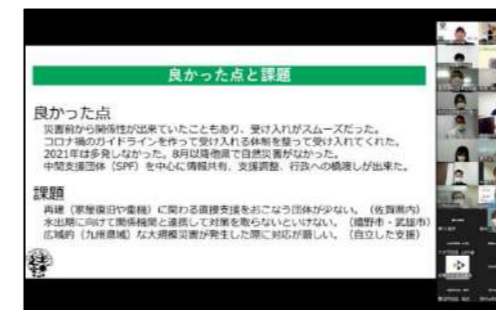 良かった点と課題
良かった点
災害前から関係性が出来ていたこともあり、受け入れがスムーズだった。
コロナ禍のガイドラインを作って受け入れる体制を整って受け入れてくれた。
2021年は多発しなかった。8月以降他県で自然災害がなかった。
中間支援団体(SPF)を中心に情報共有、支援調整、行政への橋渡しが出来た。
課題
再建(家屋復旧や重機)に関わる直接支援をおこなう団体が少ない。(佐賀県内)
水出期に向けて関係機関と連携して対策を取らないといけない。(嬉野市・武雄市)
広域的(九州県域)な大規模災害が発生した際に対応が難しい。(自立した支援)